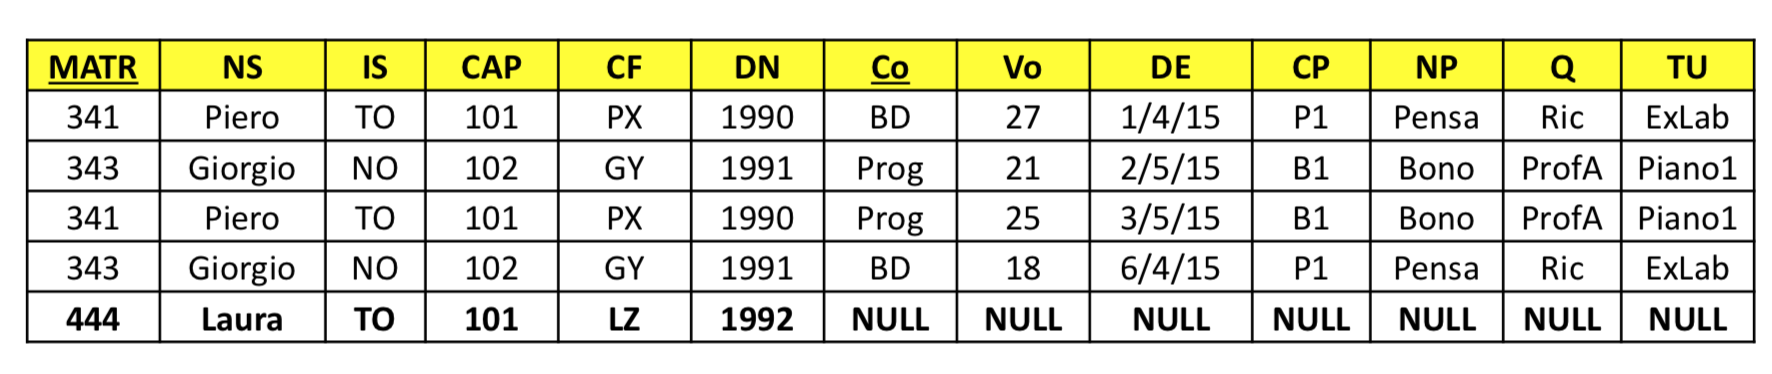 MATR NS IS CAP CF DN Co Vo DE CP NP Q TU
341 Piero TO 101 PX 1990 BD 27 1/4/15 P1 Pensa Ric ExLab
343 Giorgio NO 102 GY 1991 Prog 21 2/5/15 B1 Bono ProfA Piano1
341 Piero TO 101 PX 1990 Prog 25 3/5/15 B1 Bono ProfA Piano1
343 Giorgio NO 102 GY 1991 BD 18 6/4/15 P1 Pensa Ric ExLab
444 Laura TO 101 LZ 1992 NULL NULL NULL NULL NULL NULL NULL